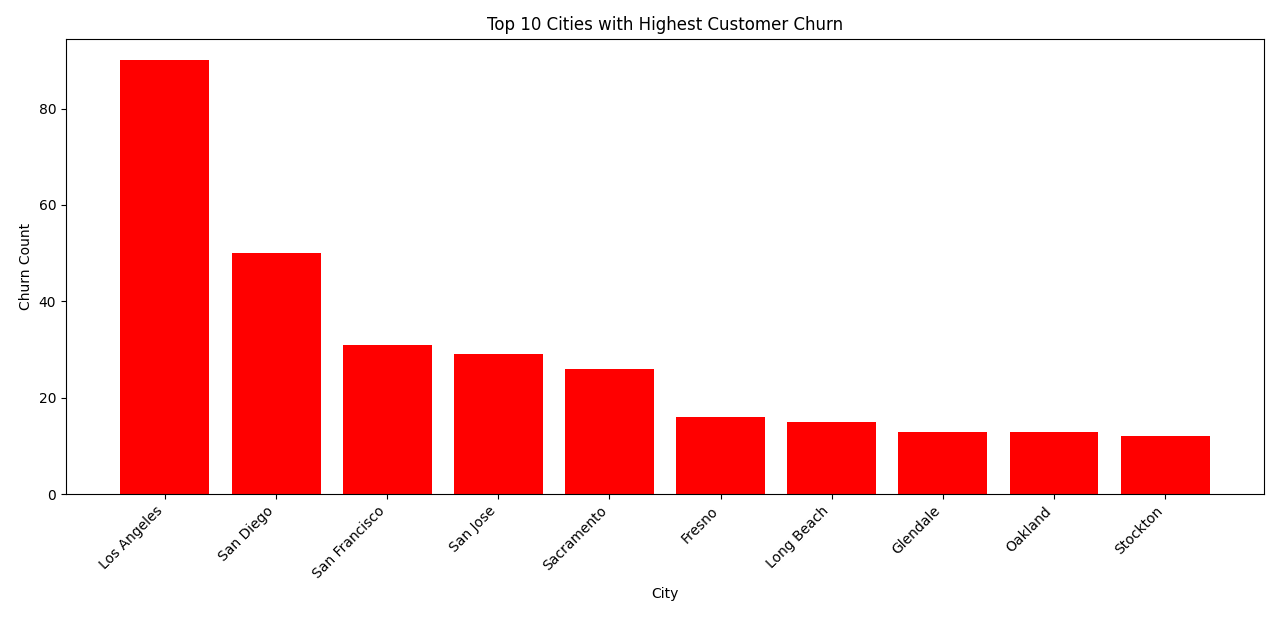 Top 10 Cities with Highest Customer Churn
Churn Count
80
60
40
20
0
Los Angeles
San Diego
San Francisco
San Jose
Sacramento
Fresno
Long Beach
Glendale
Oakland
Stockton
City